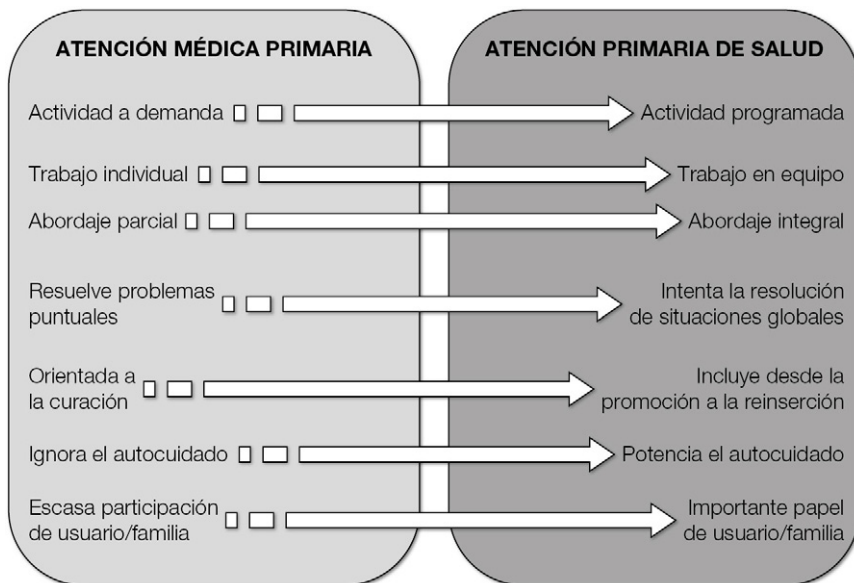 ATENCIÓN MÉDICA PRIMARIA
ATENCIÓN PRIMARIA DE SALUD
Actividad a demanda
Actividad programada
Trabajo individual
Trabajo en equipo
Abordaje parcial
Abordaje integral
Resuelve problemas
puntuales
Intenta la resolución
de situaciones globales
Orientada a
la curación
Incluye desde la
promoción a la reinserción
Ignora el autocuidado
Potencia el autocuidado
Escasa participación
de usuario/familia
Importante papel
de usuario/familia